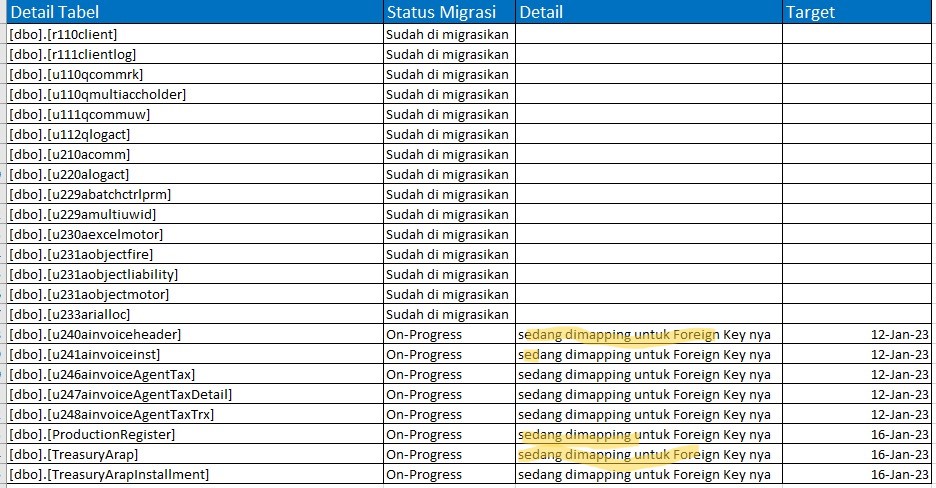 Detail Tabel Status Migrasi Detail Target
[dbo].[r110client] Sudah di migrasikan
[dbo].[r111clientlog] Sudah di migrasikan
[dbo].[u110qcommrk] Sudah di migrasikan
[dbo].[u110qmultiaccholder] Sudah di migrasikan
[dbo].[u111qcommuw] Sudah di migrasikan
[dbo].[u112qlogact] Sudah di migrasikan
[dbo].[u210acomm] Sudah di migrasikan
[dbo].[u220alogact] Sudah di migrasikan
[dbo].[u229abatchctrlprm] Sudah di migrasikan
[dbo].[u229amultiuwid] Sudah di migrasikan
[dbo].[u230aexcelmotor] Sudah di migrasikan
[dbo].[u231aobjectfire] Sudah di migrasikan
[dbo].[u231aobjectliability] Sudah di migrasikan
[dbo].[u231aobjectmotor] Sudah di migrasikan
[dbo].[u233arialloc] Sudah di migrasikan
[dbo].[u240ainvoiceheader] On-Progress sedang dimapping untuk Foreign Key nya 12-Jan-23
[dbo].[u241ainvoiceinst] On-Progress sedang dimapping untuk Foreign Key nya 12-Jan-23
[dbo].[u246ainvoiceAgentTax] On-Progress sedang dimapping untuk Foreign Key nya 12-Jan-23
[dbo].[u247ainvoiceAgentTaxDetail] On-Progress sedang dimapping untuk Foreign Key nya 12-Jan-23
[dbo].[u248ainvoiceAgentTaxTrx] On-Progress sedang dimapping untuk Foreign Key nya 12-Jan-23
[dbo].[ProductionRegister] On-Progress sedang dimapping untuk Foreign Key nya 16-Jan-23
[dbo].[TreasuryArap] On-Progress sedang dimapping untuk Foreign Key nya 16-Jan-23
[dbo].[TreasuryArapInstallment] On-Progress sedang dimapping untuk Foreign Key nya 16-Jan-23